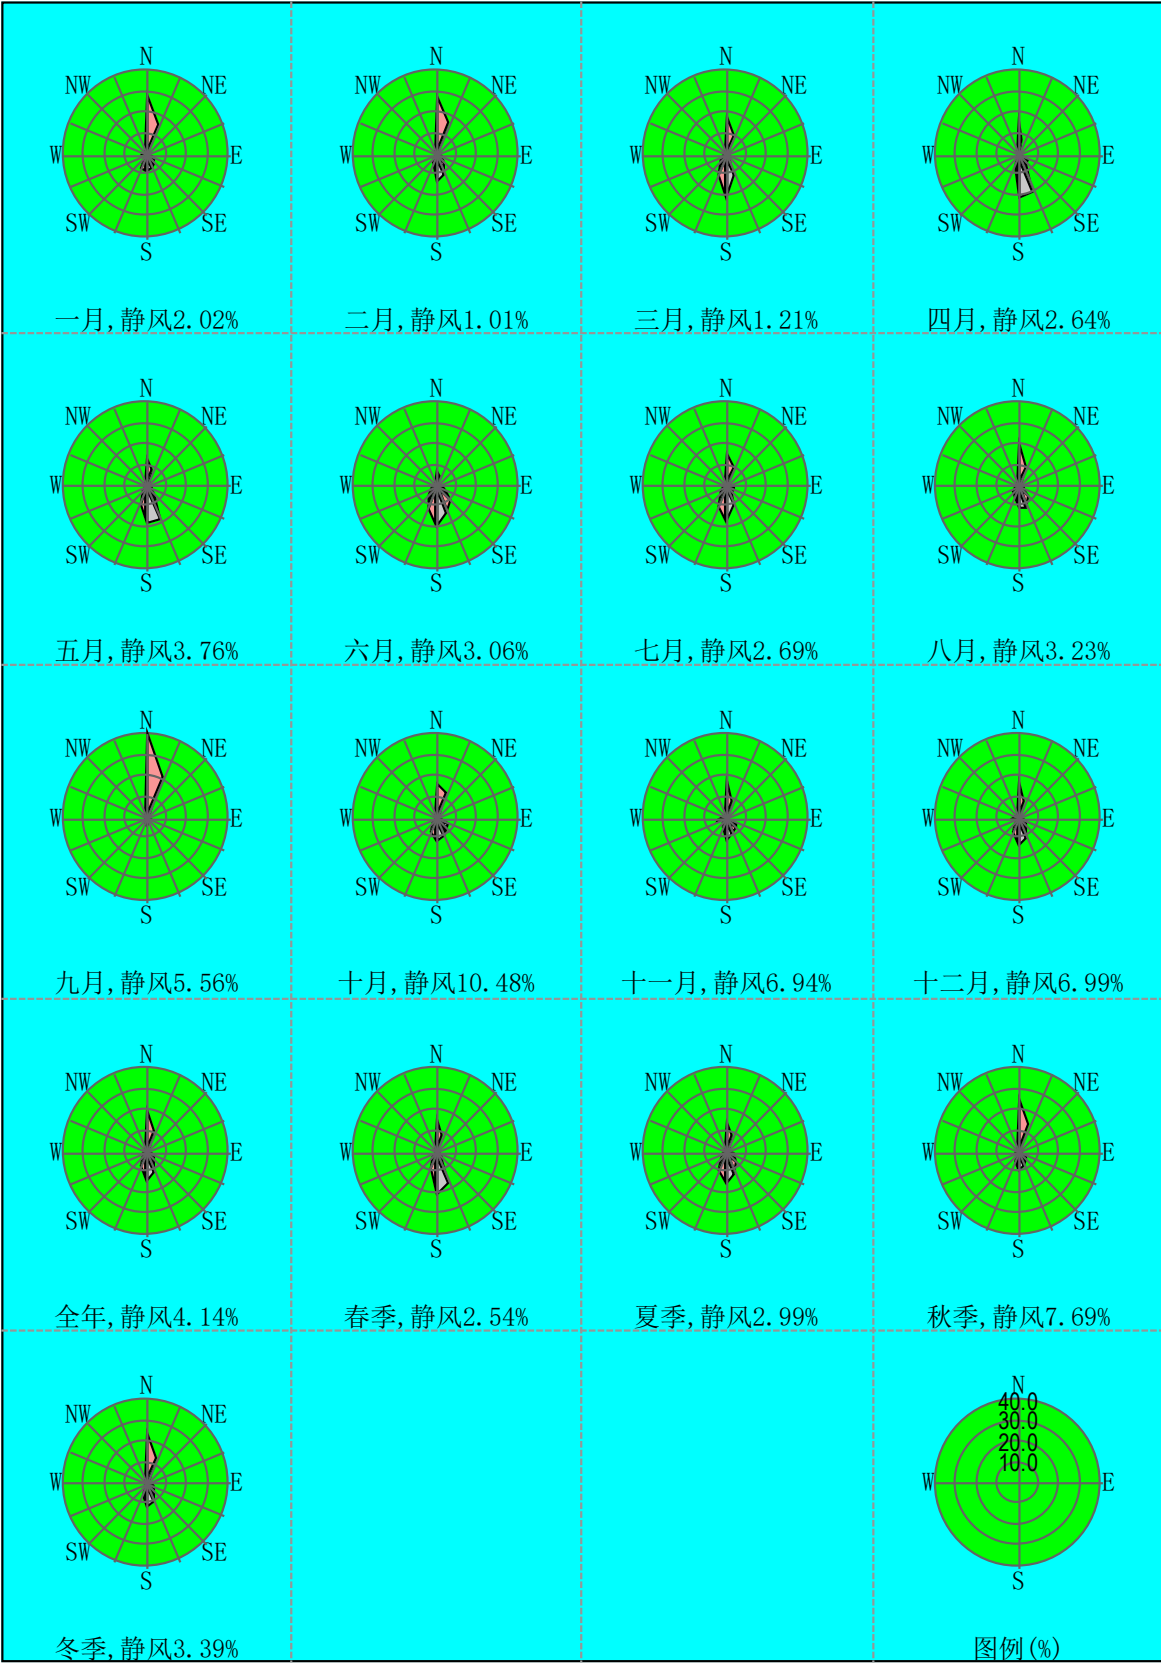 N N N N
NW NE NW NE NW NE NW NE
W E W E W E W E
SW SE SW SE SW SE SW SE
S S S S
一月,静风2.02% 二月,静风1.01% 三月,静风1.21% 四月,静风2.64%
N N N N
NW NE NW NE NW NE NW NE
W E W E W E W E
SW SE SW SE SW SE SW SE
S S S S
五月,静风3.76% 六月,静风3.06% 七月,静风2.69% 八月,静风3.23%
N N N N
NW NE NW NE NW NE NW NE
W E W E W E W E
SW SE SW SE SW SE SW SE
S S S S
九月,静风5.56% 十月,静风10.48% 十一月,静风6.94% 十二月,静风6.99%
N N N N
NW NE NW NE NW NE NW NE
W E W E W E W E
SW SE SW SE SW SE SW SE
S S S S
全年,静风4.14% 春季,静风2.54% 夏季,静风2.99% 秋季,静风7.69%
N N
40.0
NW NE 30.0
20.0
10.0
W E W E
SW SE
S S
冬季,静风3.39% 图例(%)